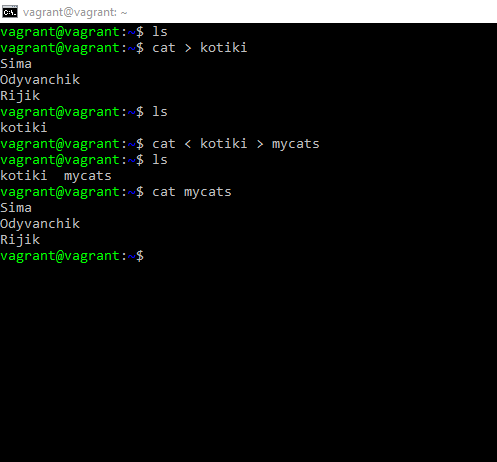 vagrant@vagrant: ~
vagrant@vagrant:~$ ls
vagrant@vagrant:~$ cat > kotiki
Sima
Odyvanchik
Rijik
vagrant@vagrant:~$ ls
kotiki
vagrant@vagrant:~$ cat < kotiki > mycats
vagrant@vagrant:~$ ls
kotiki  mycats
vagrant@vagrant:~$ cat mycats
Sima
Odyvanchik
Rijik
vagrant@vagrant:~$